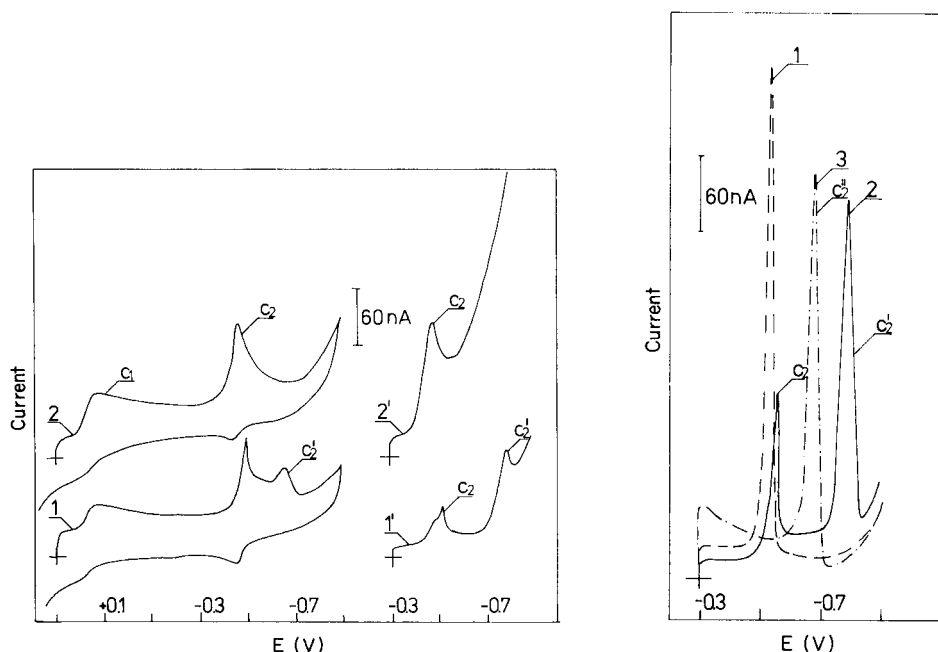 Current
c₂
60nA
c₁
2
c₂'
1
c₂
2'
c₂'
c₂
1'
+0.1 −0.3 −0.7 −0.3 −0.7
E (V)
1
60nA
3
c₂''
2
c₂'
c₂
Current
−0.3 −0.7
E (V)